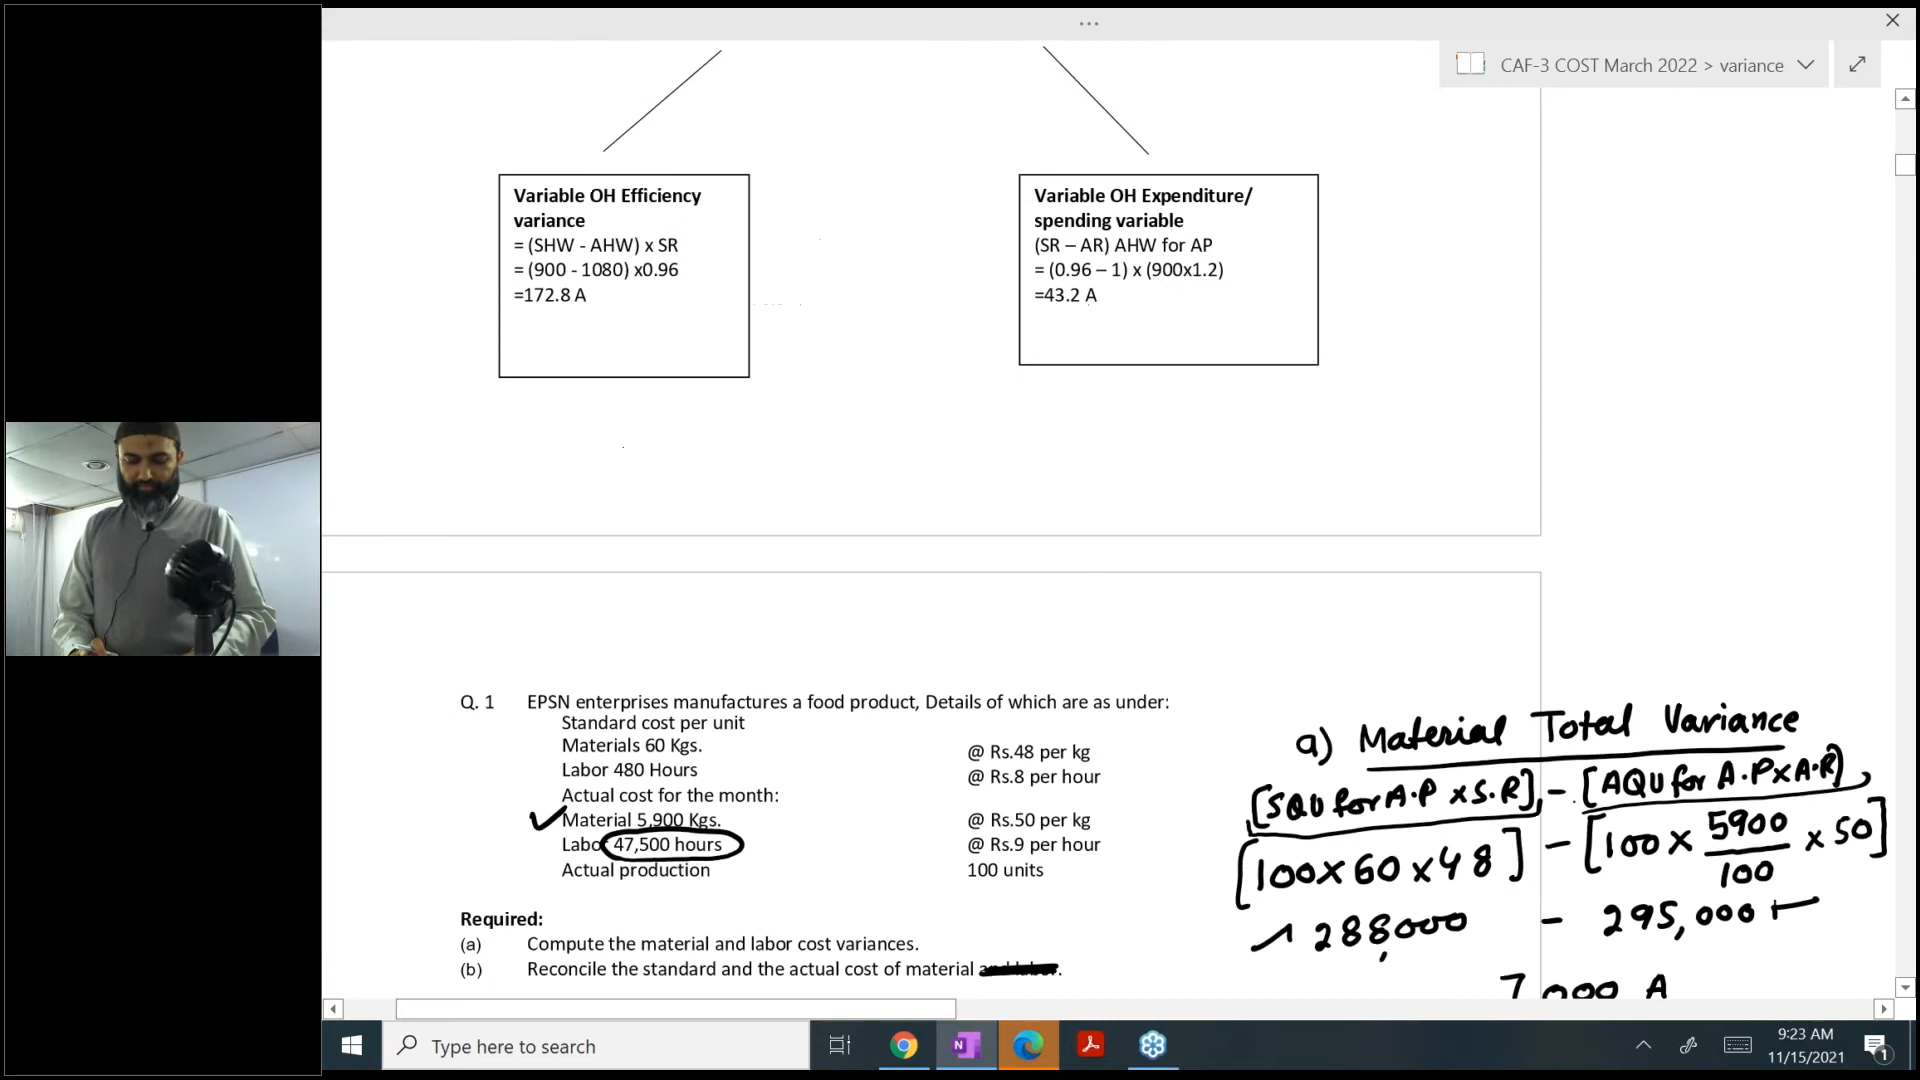 CAF-3 COST March 2022 > variance
Variable OH Efficiency
variance
= (SHW - AHW) x SR
= (900 - 1080) x0.96
=172.8 A
Variable OH Expenditure/
spending variable
(SR – AR) AHW for AP
= (0.96 – 1) x (900x1.2)
=43.2 A
Q. 1 EPSN enterprises manufactures a food product, Details of which are as under:
Standard cost per unit
Materials 60 Kgs. @ Rs.48 per kg
Labor 480 Hours @ Rs.8 per hour
Actual cost for the month:
Material 5,900 Kgs. @ Rs.50 per kg
Labor 47,500 hours @ Rs.9 per hour
Actual production 100 units
Required:
(a) Compute the material and labor cost variances.
(b) Reconcile the standard and the actual cost of material and labor.
a) Material Total Variance
[SQU for A.P x S.R] - [AQU for A.P x A.R]
[100 x 60 x 48] - [100 x 5900/100 x 50]
288,000 - 295,000
7,000 A
Type here to search
9:23 AM
11/15/2021
1